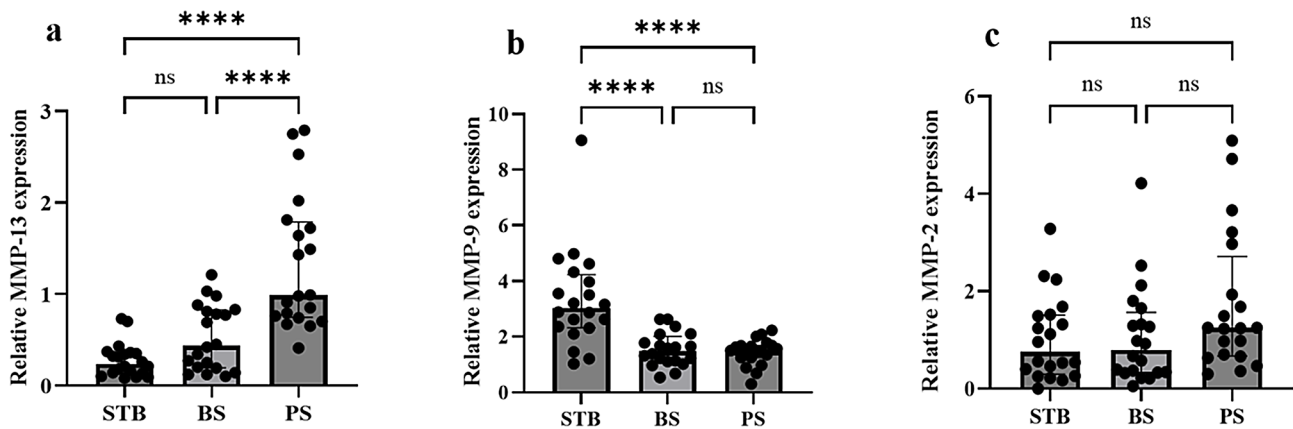 a
****
ns
****
Relative MMP-13 expression
3
2
1
0
STB
BS
PS
b
****
****
ns
Relative MMP-9 expression
10
8
6
4
2
0
STB
BS
PS
c
ns
ns
ns
Relative MMP-2 expression
6
4
2
0
STB
BS
PS